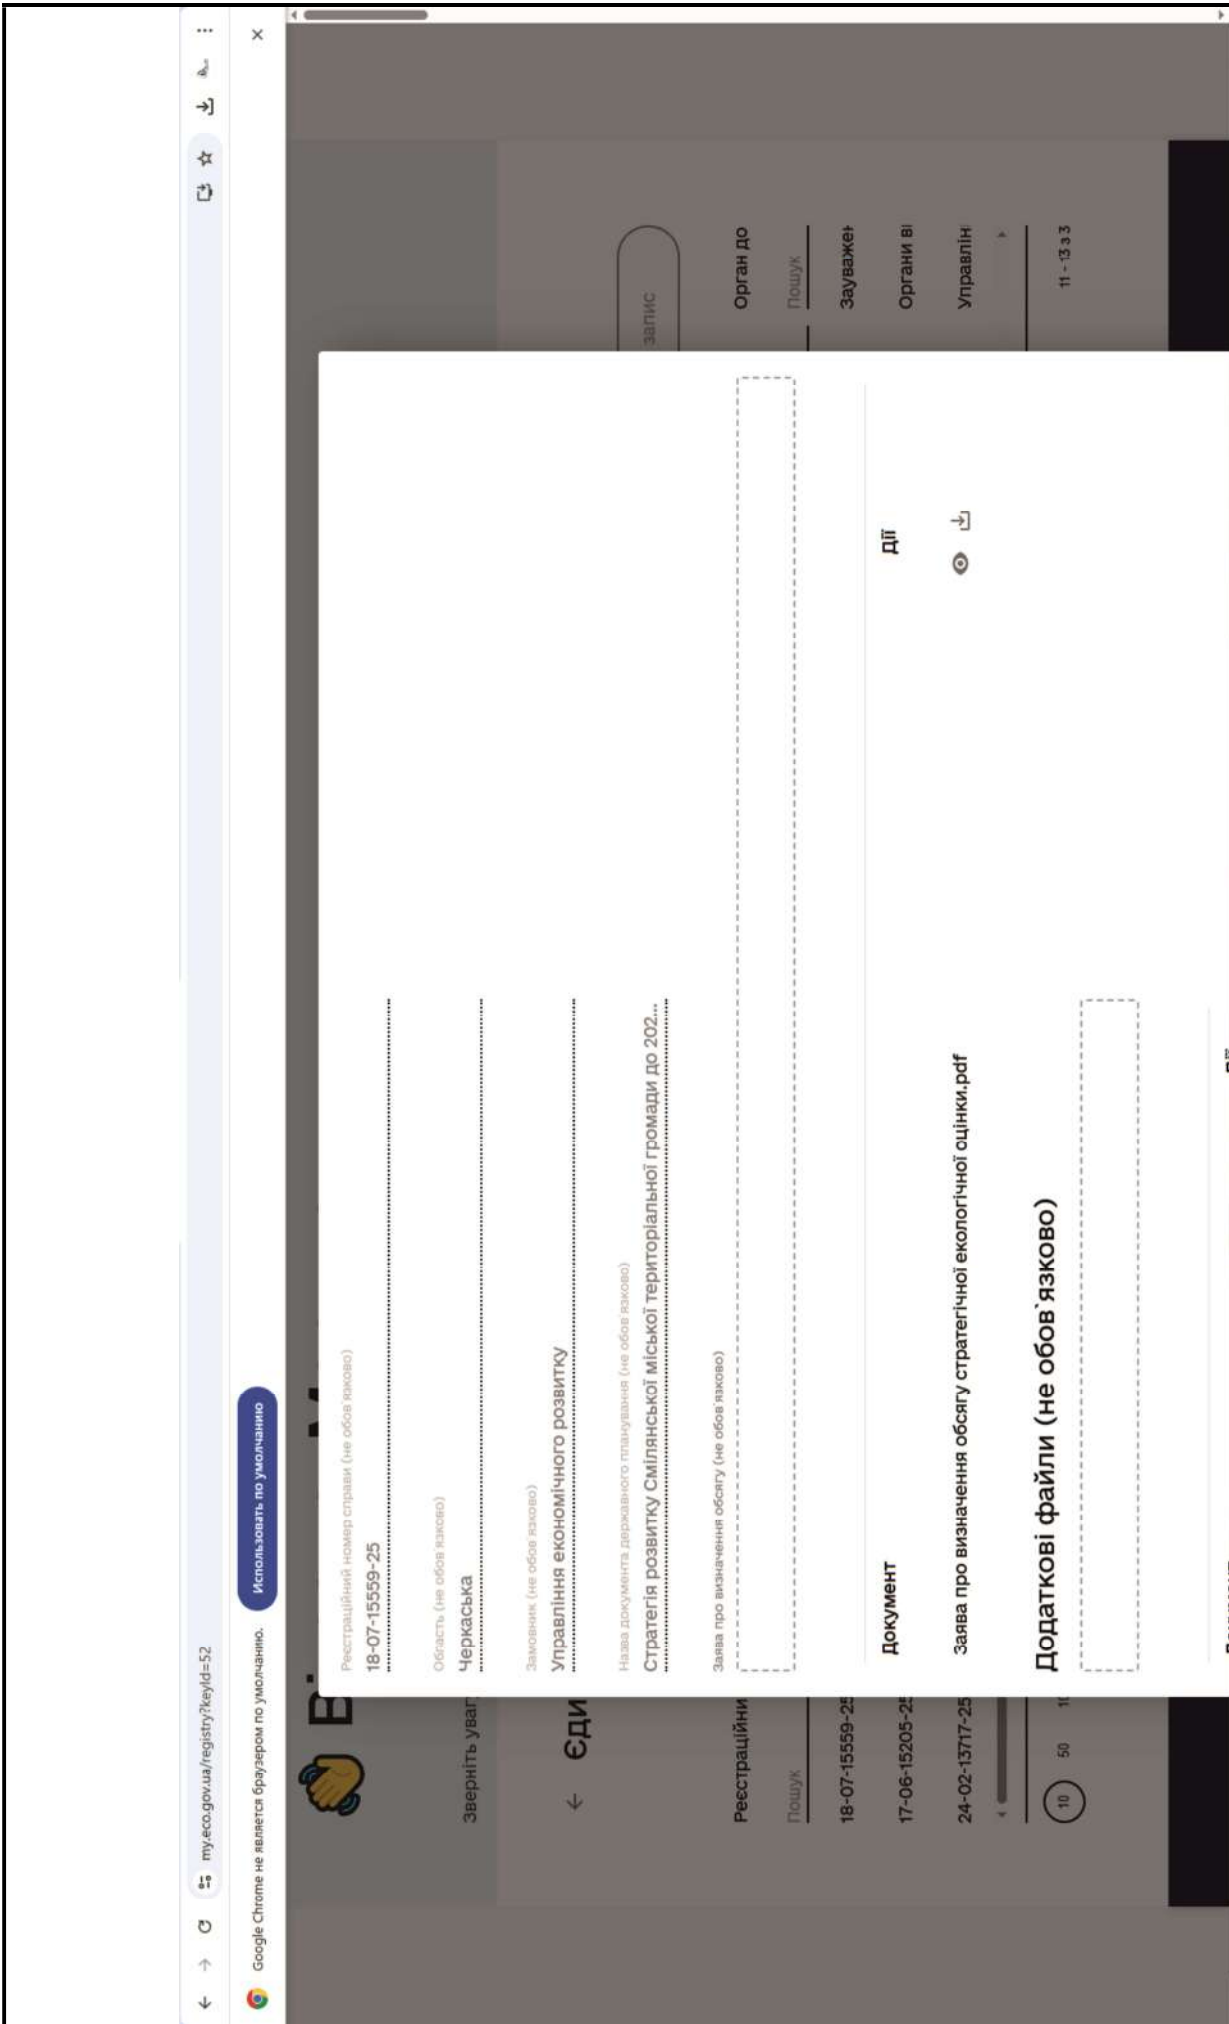 my.eco.gov.ua/registry?keyId=52
Google Chrome не является браузером по умолчанию.
Использовать по умолчанию
Зверніть уваг
Єди
запис
Реєстраційний номер справи (не обов`язково)
18-07-15559-25
Область (не обов`язково)
Черкаська
Замовник (не обов`язково)
Управління економічного розвитку
Назва документа державного планування (не обов`язково)
Стратегія розвитку Смілянської міської територіальної громади до 202...
Заява про визначення обсягу (не обов`язково)
Документ
Дії
Заява про визначення обсягу стратегічної екологічної оцінки.pdf
Додаткові файли (не обов`язково)
Реєстраційни
Орган до
Пошук
Пошук
18-07-15559-25
Зауважен
17-06-15205-25
Органи ві
24-02-13717-25
Управлін
10
50
10
11 - 13 з 3